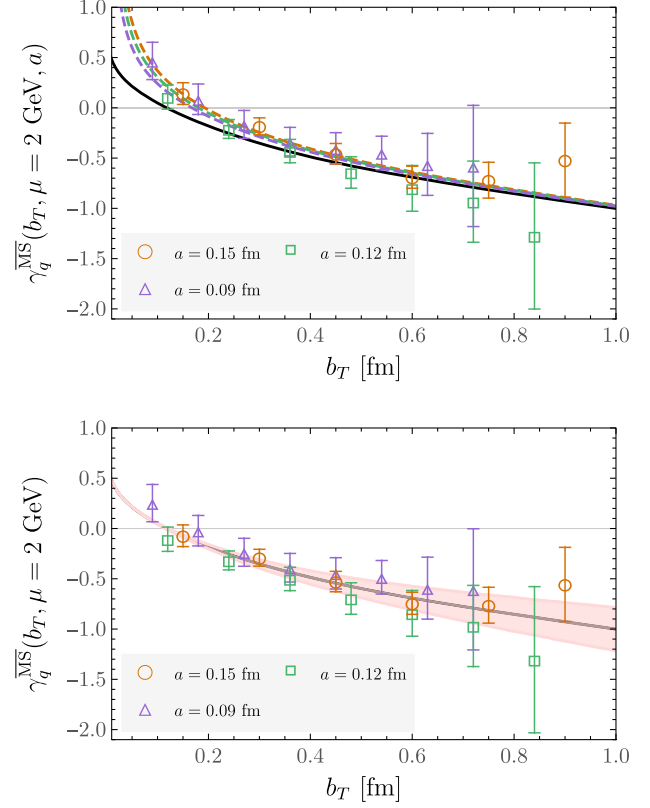 γ_q^{\overline{MS}}(b_T, μ = 2 GeV, a)
1.0
0.5
0.0
−0.5
−1.0
−1.5
−2.0
a = 0.15 fm
a = 0.12 fm
a = 0.09 fm
0.2 0.4 0.6 0.8 1.0
b_T [fm]
γ_q^{\overline{MS}}(b_T, μ = 2 GeV)
1.0
0.5
0.0
−0.5
−1.0
−1.5
−2.0
a = 0.15 fm
a = 0.12 fm
a = 0.09 fm
0.2 0.4 0.6 0.8 1.0
b_T [fm]